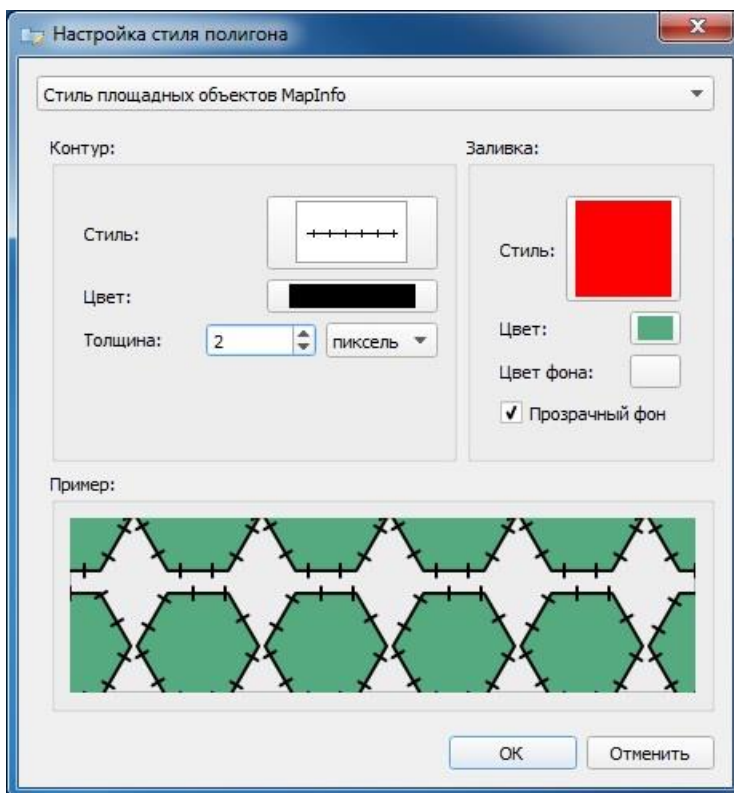 Настройка стиля полигона
Стиль площадных объектов MapInfo
Контур:
Заливка:
Стиль:
Стиль:
Цвет:
Цвет:
Толщина: 2 пиксель
Цвет фона:
Прозрачный фон
Пример:
OK Отменить